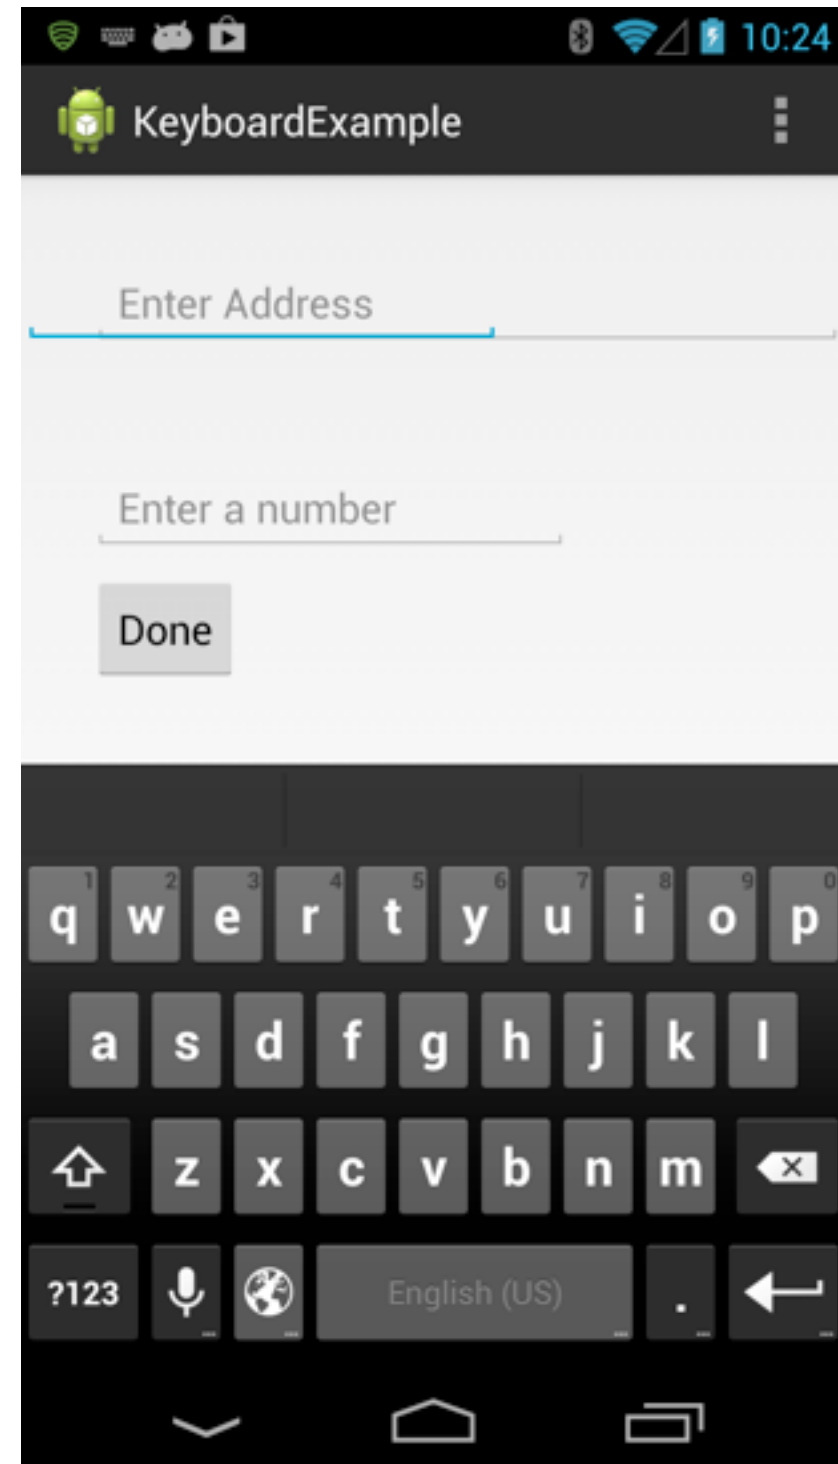 10:24
KeyboardExample
Enter Address
Enter a number
Done
1 2 3 4 5 6 7 8 9 0
q w e r t y u i o p
a s d f g h j k l
z x c v b n m
?123 English (US) .